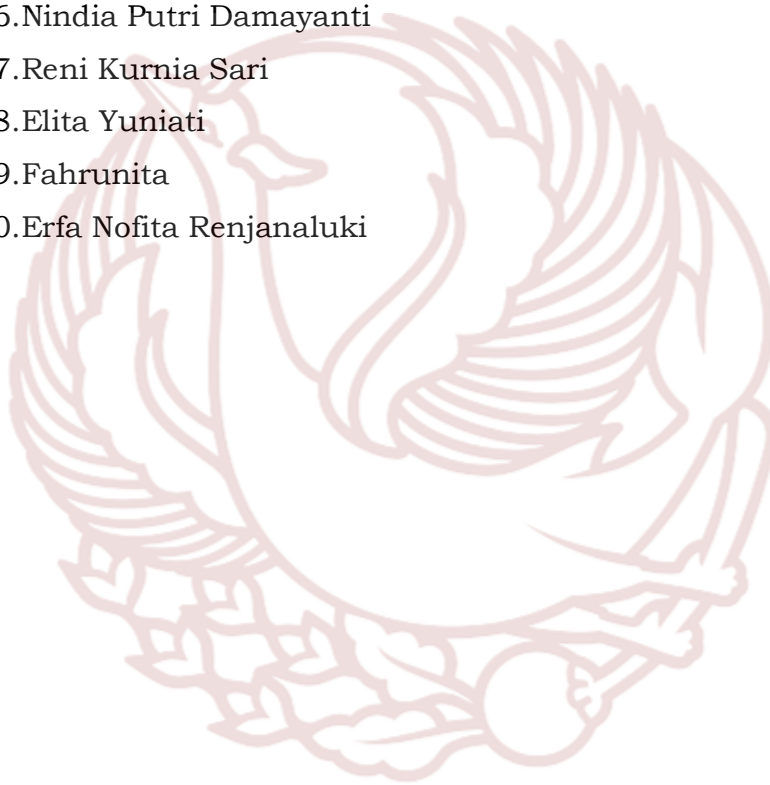 6.Nindia Putri Damayanti
7.Reni Kurnia Sari
8.Elita Yuniati
9.Fahrunita
0.Erfa Nofita Renjanaluki